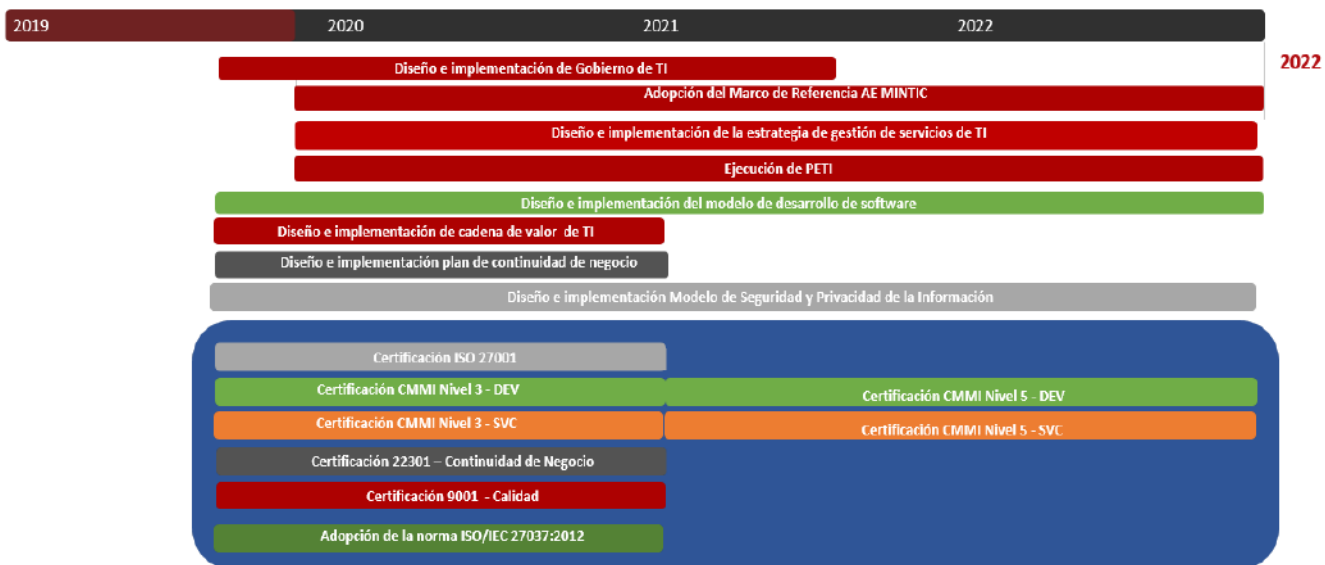 2019 2020 2021 2022
2022
Diseño e implementación de Gobierno de TI
Adopción del Marco de Referencia AE MINTIC
Diseño e implementación de la estrategia de gestión de servicios de TI
Ejecución de PETI
Diseño e implementación del modelo de desarrollo de software
Diseño e implementación de cadena de valor de TI
Diseño e implementación plan de continuidad de negocio
Diseño e implementación Modelo de Seguridad y Privacidad de la Información
Certificación ISO 27001
Certificación CMMI Nivel 3 - DEV
Certificación CMMI Nivel 5 - DEV
Certificación CMMI Nivel 3 - SVC
Certificación CMMI Nivel 5 - SVC
Certificación 22301 – Continuidad de Negocio
Certificación 9001 - Calidad
Adopción de la norma ISO/IEC 27037:2012